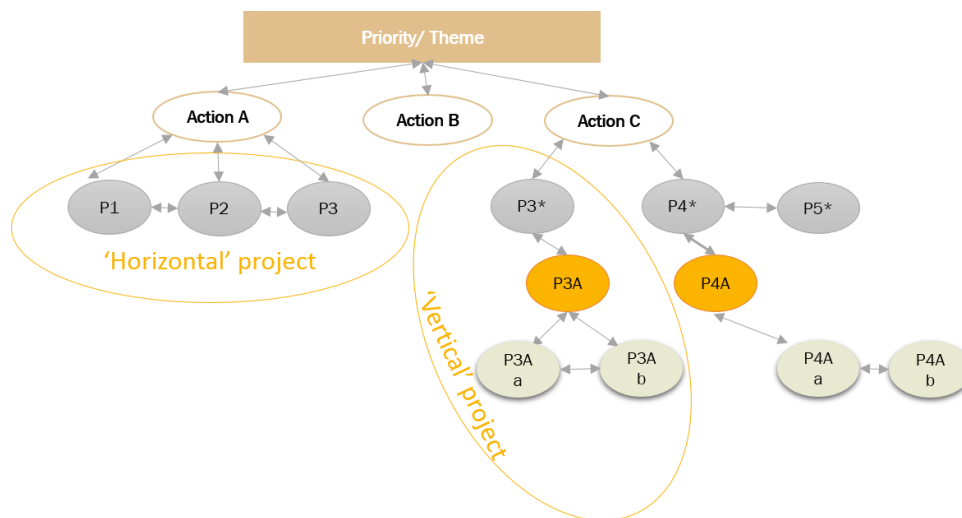 Priority/ Theme
Action A
Action B
Action C
P1
P2
P3
‘Horizontal’ project
P3*
P4*
P5*
P3A
P4A
‘Vertical’ project
P3A
a
P3A
b
P4A
a
P4A
b